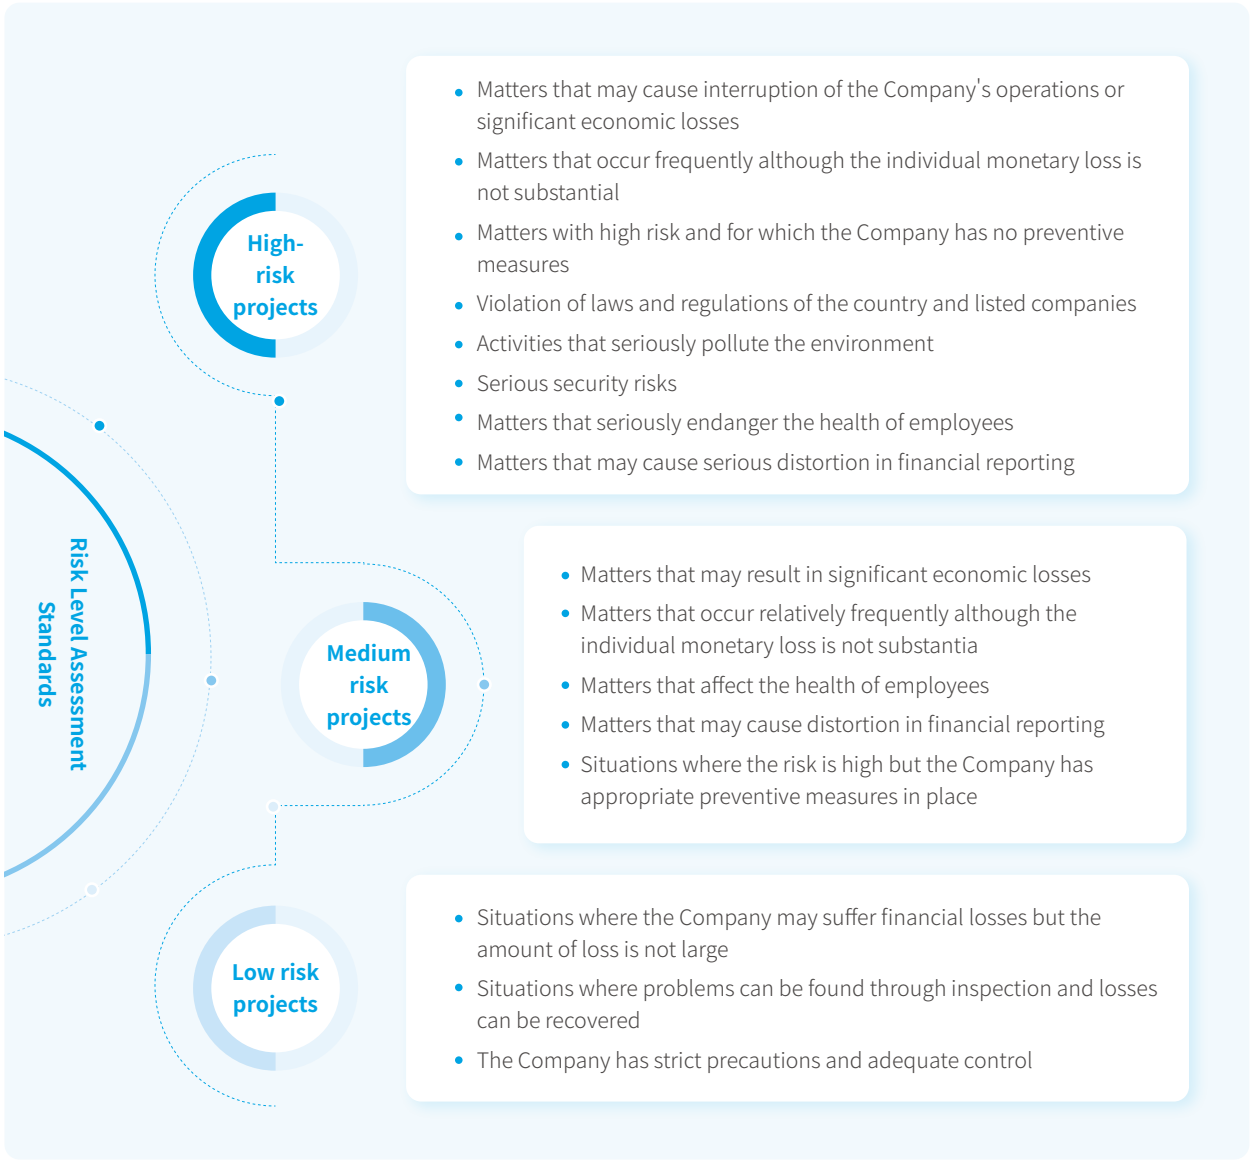 Risk Level Assessment
Standards
High-
risk
projects
• Matters that may cause interruption of the Company's operations or
significant economic losses
• Matters that occur frequently although the individual monetary loss is
not substantial
• Matters with high risk and for which the Company has no preventive
measures
• Violation of laws and regulations of the country and listed companies
• Activities that seriously pollute the environment
• Serious security risks
• Matters that seriously endanger the health of employees
• Matters that may cause serious distortion in financial reporting
Medium
risk
projects
• Matters that may result in significant economic losses
• Matters that occur relatively frequently although the
individual monetary loss is not substantia
• Matters that affect the health of employees
• Matters that may cause distortion in financial reporting
• Situations where the risk is high but the Company has
appropriate preventive measures in place
Low risk
projects
• Situations where the Company may suffer financial losses but the
amount of loss is not large
• Situations where problems can be found through inspection and losses
can be recovered
• The Company has strict precautions and adequate control